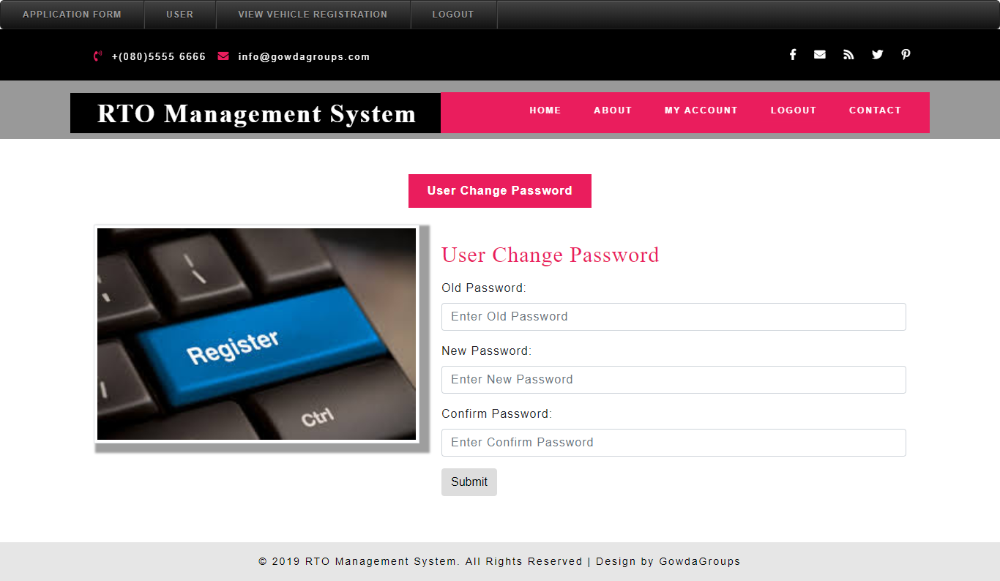 APPLICATION FORM USER VIEW VEHICLE REGISTRATION LOGOUT
+(080)5555 6666 info@gowdagroups.com
RTO Management System HOME ABOUT MY ACCOUNT LOGOUT CONTACT
User Change Password
User Change Password
Old Password:
Enter Old Password
New Password:
Enter New Password
Confirm Password:
Enter Confirm Password
Submit
Register
Ctrl
© 2019 RTO Management System. All Rights Reserved | Design by GowdaGroups